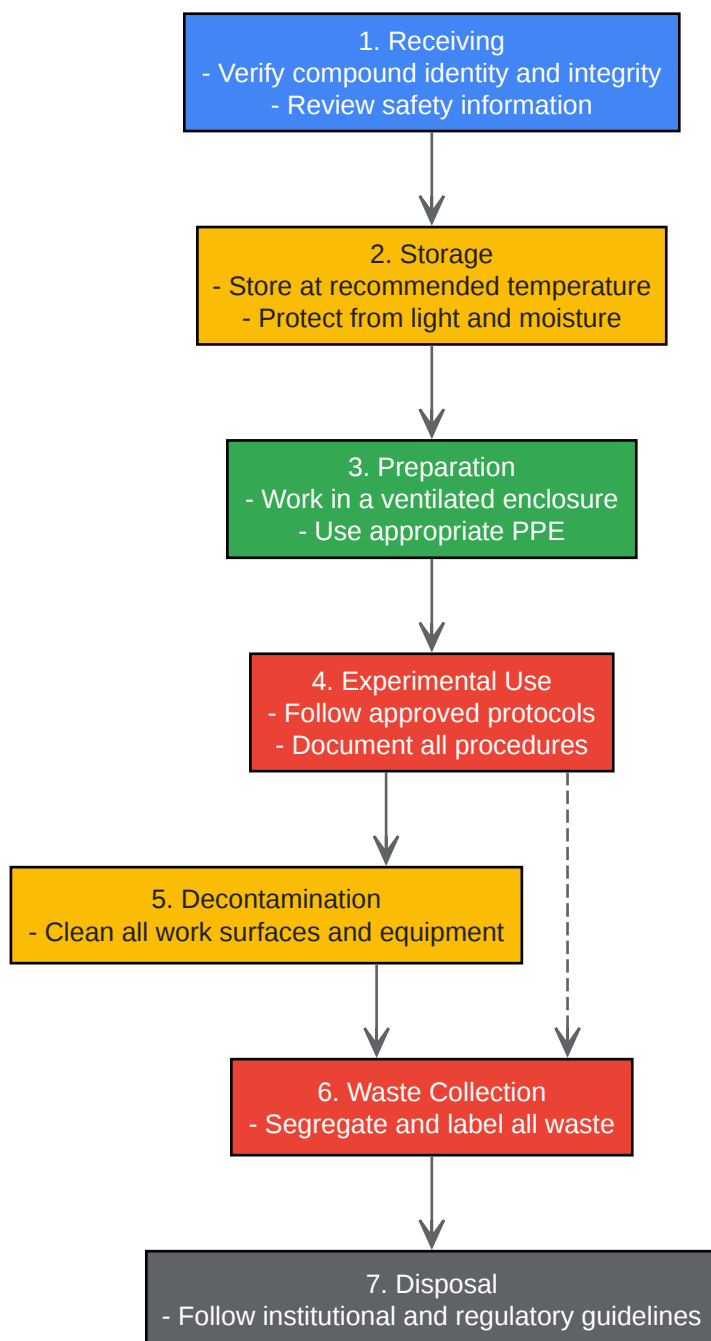 1. Receiving
- Verify compound identity and integrity
- Review safety information
2. Storage
- Store at recommended temperature
- Protect from light and moisture
3. Preparation
- Work in a ventilated enclosure
- Use appropriate PPE
4. Experimental Use
- Follow approved protocols
- Document all procedures
5. Decontamination
- Clean all work surfaces and equipment
6. Waste Collection
- Segregate and label all waste
7. Disposal
- Follow institutional and regulatory guidelines